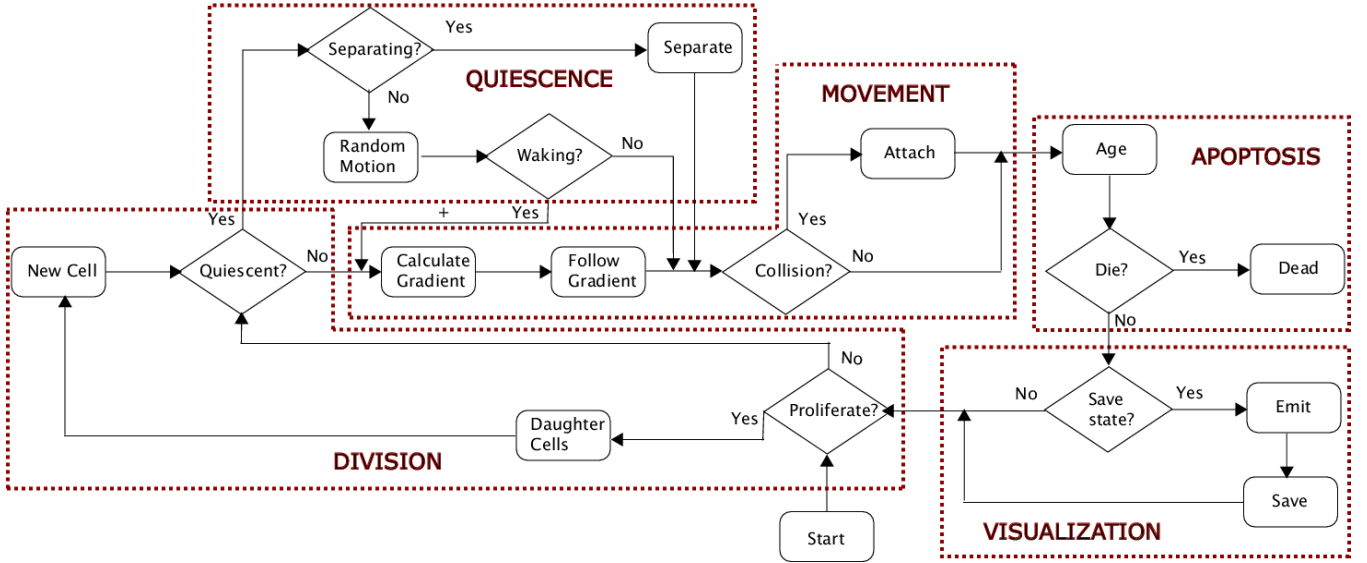 Yes
Separating?
Separate
QUIESCENCE
No
MOVEMENT
Random
Motion
Waking?
No
Attach
Age
APOPTOSIS
Yes
+
Yes
Yes
New Cell
Quiescent?
No
Calculate
Gradient
Follow
Gradient
Collision?
No
Die?
Yes
Dead
No
No
Proliferate?
Yes
Daughter
Cells
No
Save
state?
Yes
Emit
DIVISION
Save
Start
VISUALIZATION